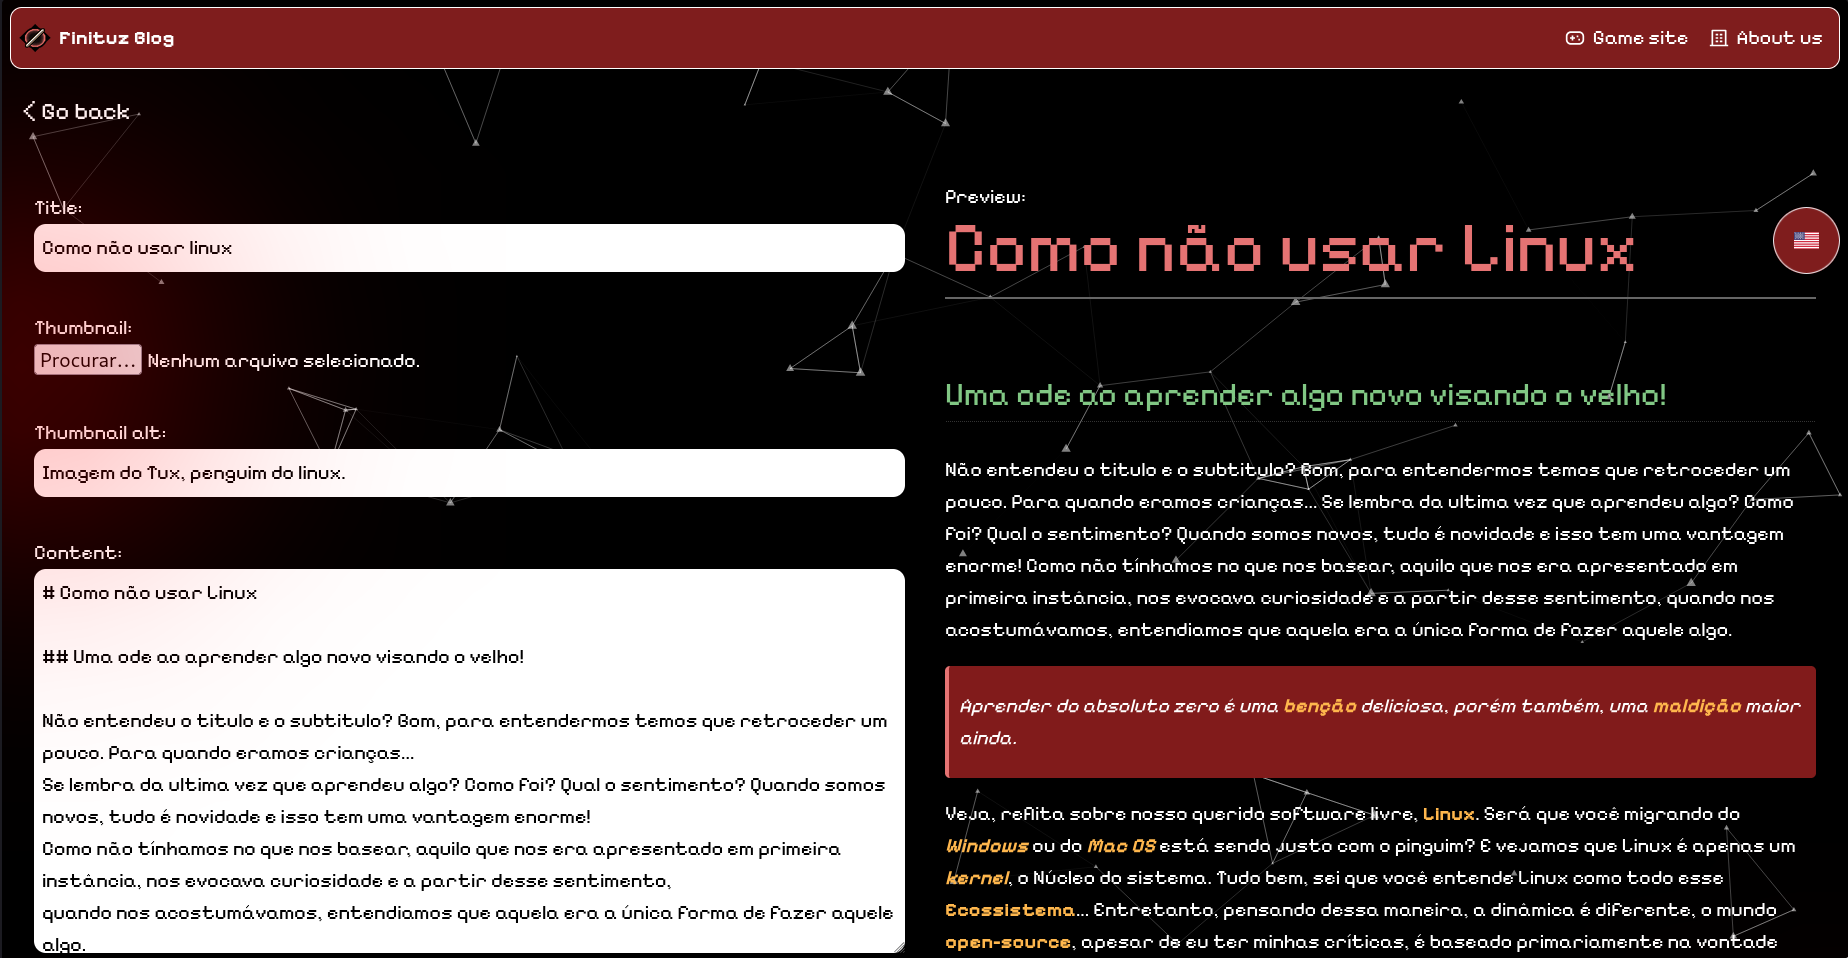 Finituz Blog
Game site
About us
Go back
Title:
Como não usar linux
Thumbnail:
Procurar...
Nenhum arquivo selecionado.
Thumbnail alt:
Imagem do Tux, penguim do linux.
Content:
# Como não usar Linux
## Uma ode ao aprender algo novo visando o velho!
Não entendeu o titulo e o subtitulo? Bom, para entendermos temos que retroceder um
pouco. Para quando eramos crianças...
Se lembra da ultima vez que aprendeu algo? Como foi? Qual o sentimento? Quando somos
novos, tudo é novidade e isso tem uma vantagem enorme!
Como não tínhamos no que nos basear, aquilo que nos era apresentado em primeira
instância, nos evocava curiosidade e a partir desse sentimento,
quando nos acostumávamos, entendiamos que aquela era a única forma de fazer aquele
algo.
Preview:
Como não usar Linux
Uma ode ao aprender algo novo visando o velho!
Não entendeu o titulo e o subtitulo? Bom, para entendermos temos que retroceder um
pouco. Para quando eramos crianças... Se lembra da ultima vez que aprendeu algo? Como
foi? Qual o sentimento? Quando somos novos, tudo é novidade e isso tem uma vantagem
enorme! Como não tínhamos no que nos basear, aquilo que nos era apresentado em
primeira instância, nos evocava curiosidade e a partir desse sentimento, quando nos
acostumávamos, entendiamos que aquela era a única forma de fazer aquele algo.
Aprender do absoluto zero é uma benção deliciosa, porém também, uma maldição maior
ainda.
Veja, reflita sobre nosso querido software livre, Linux. Será que você migrando do
Windows ou do Mac OS está sendo justo com o pinguim? E vejamos que Linux é apenas um
kernel, o Núcleo do sistema. Tudo bem, sei que você entende Linux como todo esse
Ecossistema... Entretanto, pensando dessa maneira, a dinâmica é diferente, o mundo
open-source, apesar de eu ter minhas críticas, é baseado primariamente na vontade